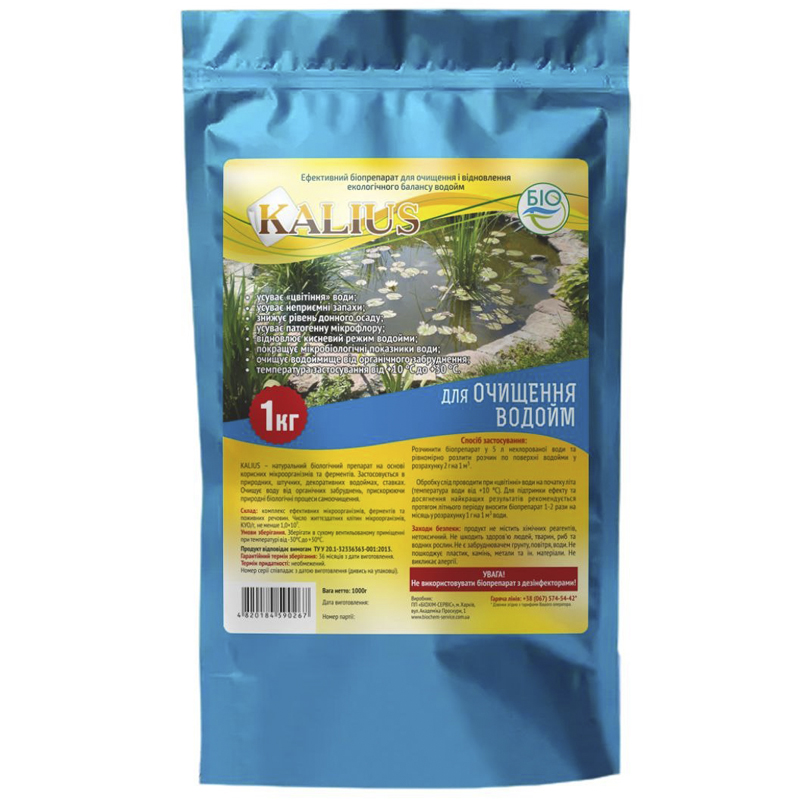 Ефективний біопрепарат для очищення і відновлення
екологічного балансу водойм
KALIUS
БІО
• усуває «цвітіння» води;
• усуває неприємні запахи;
• знижує рівень донного осаду;
• усуває патогенну мікрофлору;
• відновлює кисневий режим водойми;
• покращує мікробіологічні показники води;
• очищує водоймище від органічного забруднення;
• температура застосування від +10 °С до +30 °С.
1 кг
для ОЧИЩЕННЯ
ВОДОЙМ
KALIUS – натуральний біологічний препарат на основі
корисних мікроорганізмів та ферментів. Застосовується в
природних, штучних, декоративних водоймах, ставках.
Очищує воду від органічних забруднень, прискорюючи
природні біологічні процеси самоочищення.
Склад: комплекс ефективних мікроорганізмів, ферментів та
поживних речовин. Число життєздатних клітин мікроорганізмів,
КУО/г, не менше 1,0×10⁷.
Умови зберігання: Зберігати в сухому вентильованому приміщенні
при температурі від -30°С до +30°С.
Продукт відповідає вимогам ТУ У 20.1-32336363-001:2013.
Гарантійний термін зберігання: 36 місяців з дати виготовлення.
Термін придатності: необмежений.
Номер серії співпадає з датою виготовлення (дивись на упаковці).
4 820184 590267
Вага нетто: 1000г
Дата виготовлення:
Номер партії:
Спосіб застосування:
Розчинити біопрепарат у 5 л нехлорованої води та
рівномірно розлити розчин по поверхні водойми у
розрахунку 2 г на 1 м³.
Обробку слід проводити при «цвітінні» води на початку літа
(температура води від +10 °С). Для підтримки ефекту та
досягнення найкращих результатів рекомендується
протягом літнього періоду вносити біопрепарат 1-2 рази на
місяць у розрахунку 1 г на 1 м³ води.
Заходи безпеки: продукт не містить хімічних реагентів,
нетоксичний. Не шкодить здоров'ю людей, тварин, риб та
водних рослин. Не є забруднювачем ґрунту, повітря, води. Не
пошкоджує пластик, камінь, метали та їх матеріали. Не
викликає алергії.
УВАГА!
Не використовувати біопрепарат з дезінфекторами!
Виробник:
ПП «БІОХІМ-СЕРВІС», м. Харків,
вул. Академіка Проскури, 1
www.biochem-service.com.ua
Гаряча лінія: +38 (067) 574-54-42*
* Дзвінки згідно з тарифами Вашого оператора.